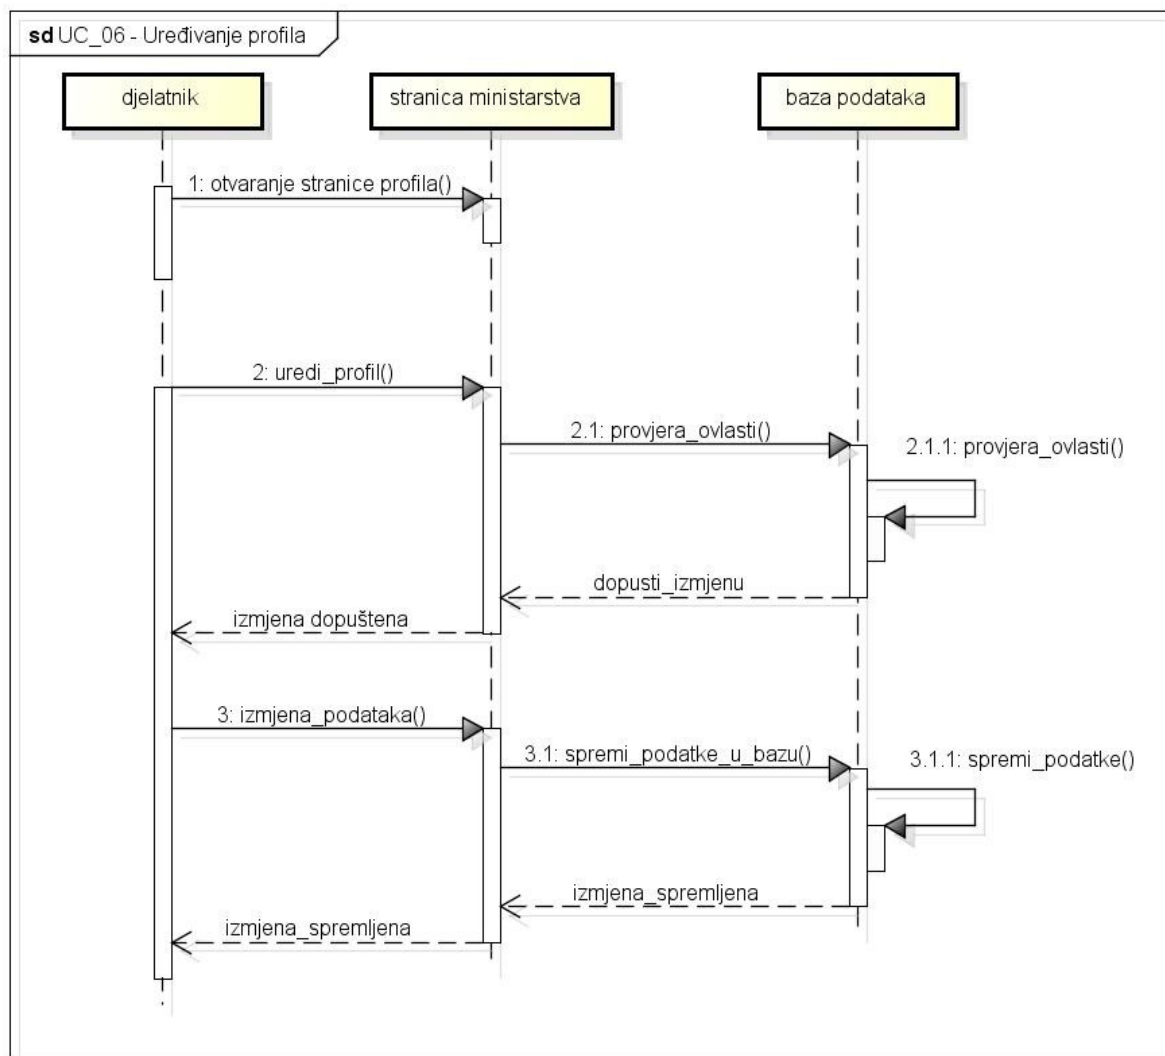 sd UC_06 - Uređivanje profila
djelatnik
stranica ministarstva
baza podataka
1: otvaranje stranice profila()
2: uredi_profil()
2.1: provjera_ovlasti()
2.1.1: provjera_ovlasti()
dopusti_izmjenu
izmjena dopuštena
3: izmjena_podataka()
3.1: spremi_podatke_u_bazu()
3.1.1: spremi_podatke()
izmjena_spremljena
izmjena_spremljena